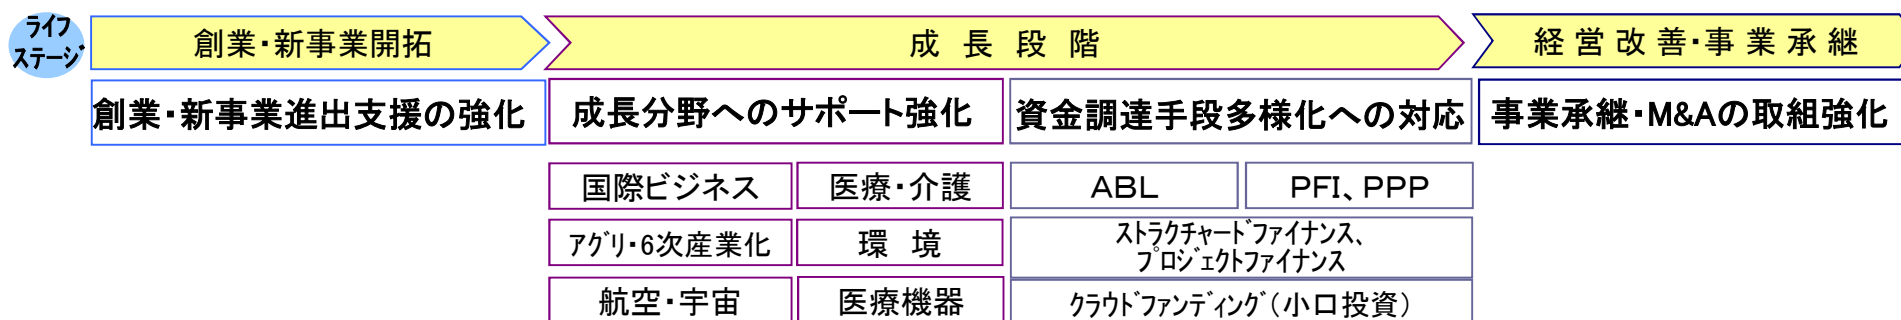 ライフ
ステージ
創業・新事業開拓
成長段階
経営改善・事業承継
創業・新事業進出支援の強化
成長分野へのサポート強化
資金調達手段多様化への対応
事業承継・M&Aの取組強化
国際ビジネス
医療・介護
ABL
PFI、PPP
アグリ・6次産業化
環 境
ストラクチャードファイナンス、
プロジェクトファイナンス
航空・宇宙
医療機器
クラウドファンディング(小口投資)